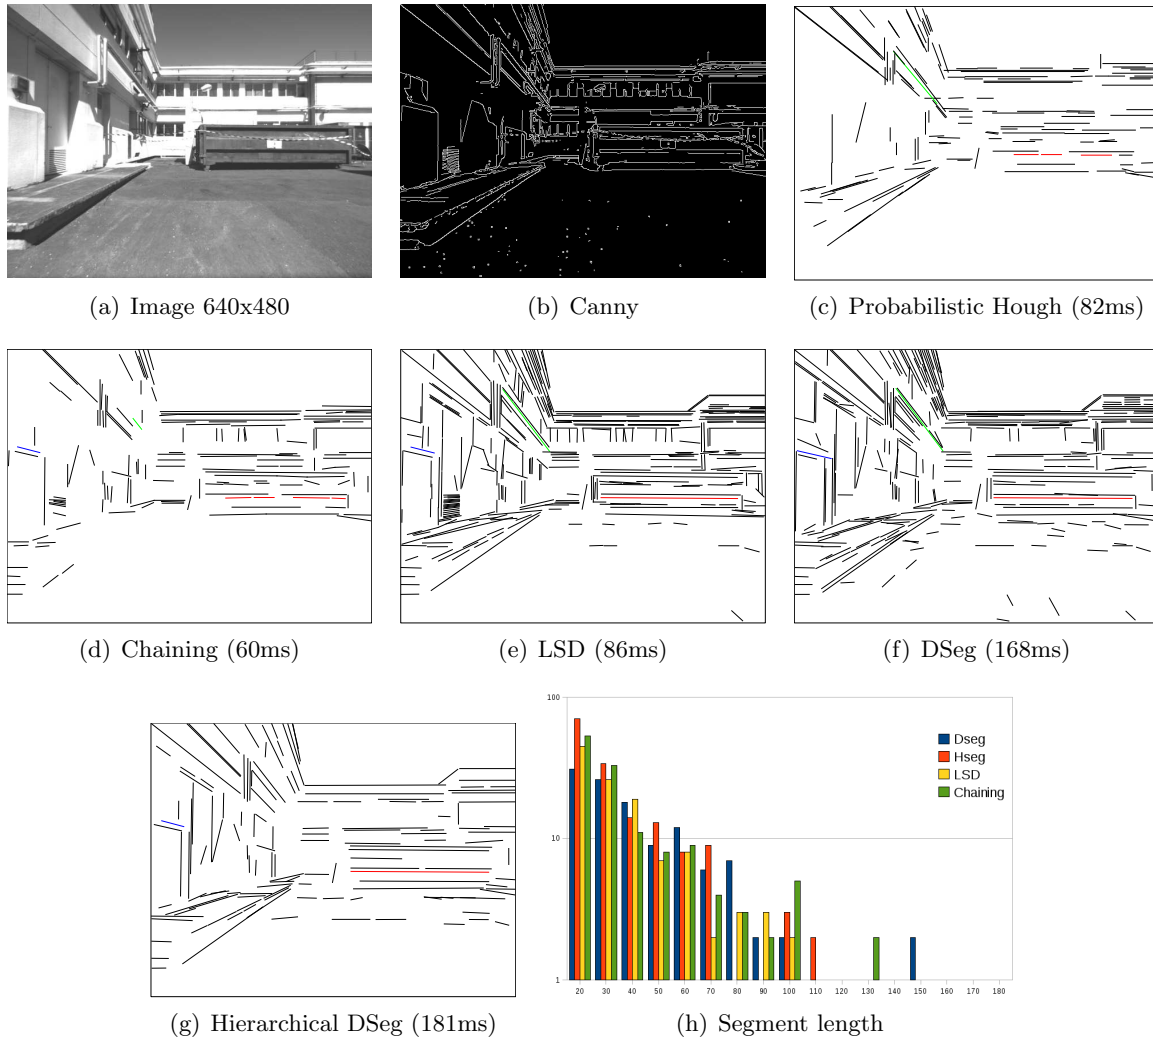 (a) Image 640x480
(b) Canny
(c) Probabilistic Hough (82ms)
(d) Chaining (60ms)
(e) LSD (86ms)
(f) DSeg (168ms)
100
10
1
Dseg
Hseg
LSD
Chaining
20 30 40 50 60 70 80 90 100 110 120 130 140 150 160 170 180
(g) Hierarchical DSeg (181ms)
(h) Segment length